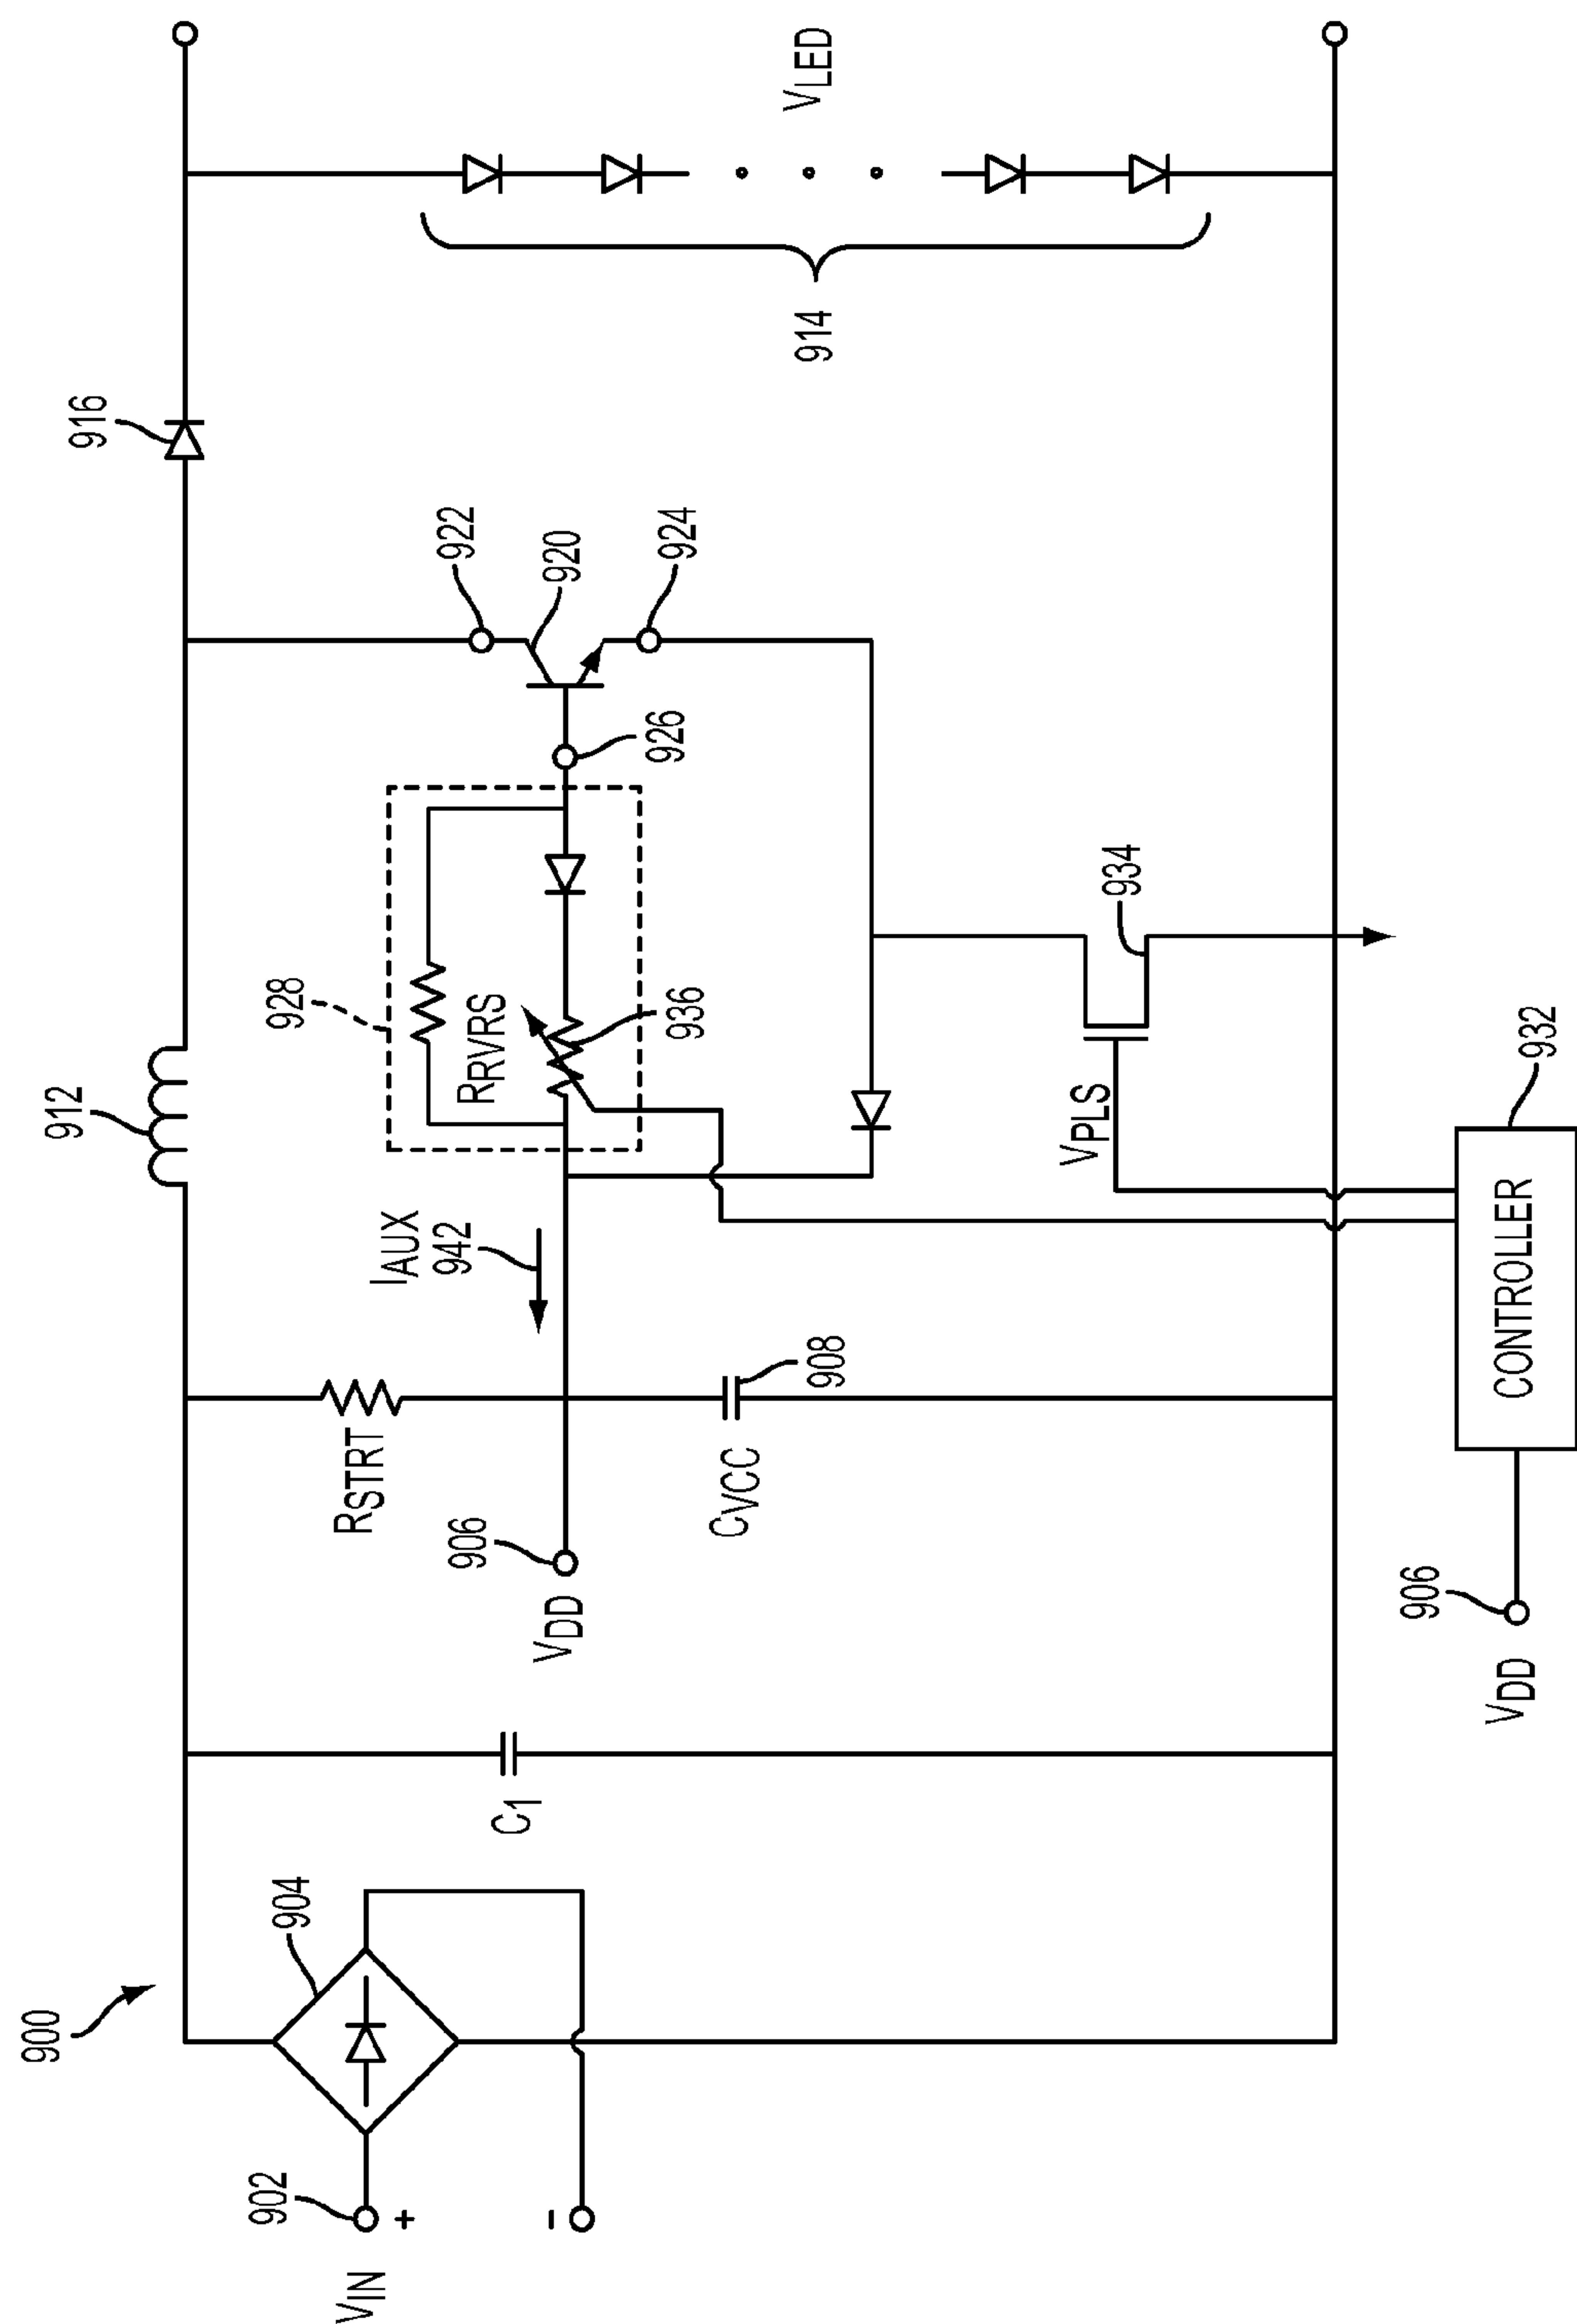 900
VIN
902
+
-
904
C1
RSTRT
VDD
906
CVCC
908
IAUX
942
912
928
RRVRS
936
926
922
920
924
916
914
VLED
VPLS
934
932
CONTROLLER
VDD
906